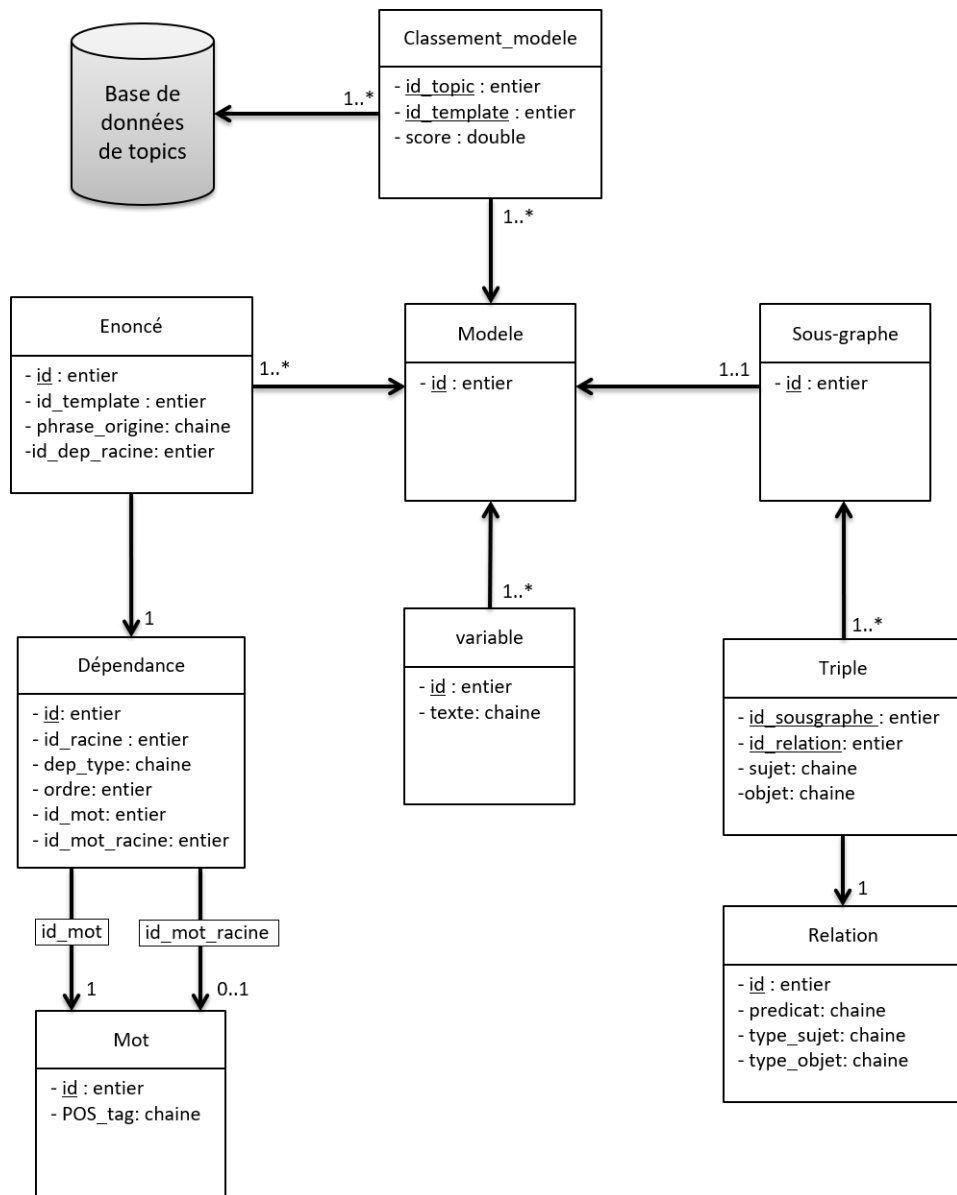 Classement_modele
- id_topic : entier
- id_template : entier
- score : double
Base de
données
de topics
1..*
1..*
Enoncé
- id : entier
- id_template : entier
- phrase_origine: chaine
-id_dep_racine: entier
1..*
Modele
- id : entier
1..1
Sous-graphe
- id : entier
1
1..*
1..*
Dépendance
- id: entier
- id_racine : entier
- dep_type: chaine
- ordre: entier
- id_mot: entier
- id_mot_racine: entier
variable
- id : entier
- texte: chaine
Triple
- id_sousgraphe : entier
- id_relation: entier
- sujet: chaine
-objet: chaine
id_mot
id_mot_racine
1
0..1
1
Mot
- id : entier
- POS_tag: chaine
Relation
- id : entier
- predicat: chaine
- type_sujet: chaine
- type_objet: chaine